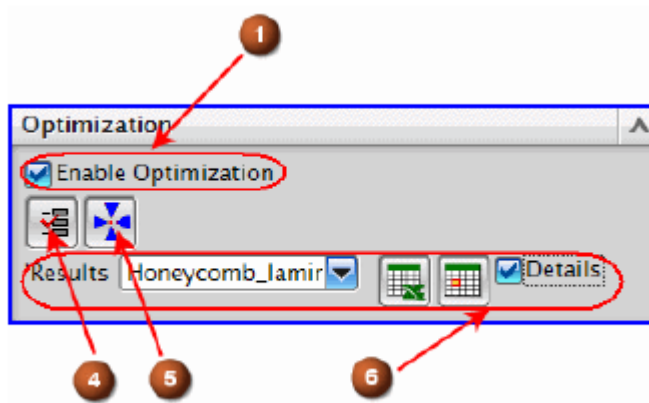 1
Optimization
Enable Optimization
Results Honeycomb_lamir Details
4 5 6